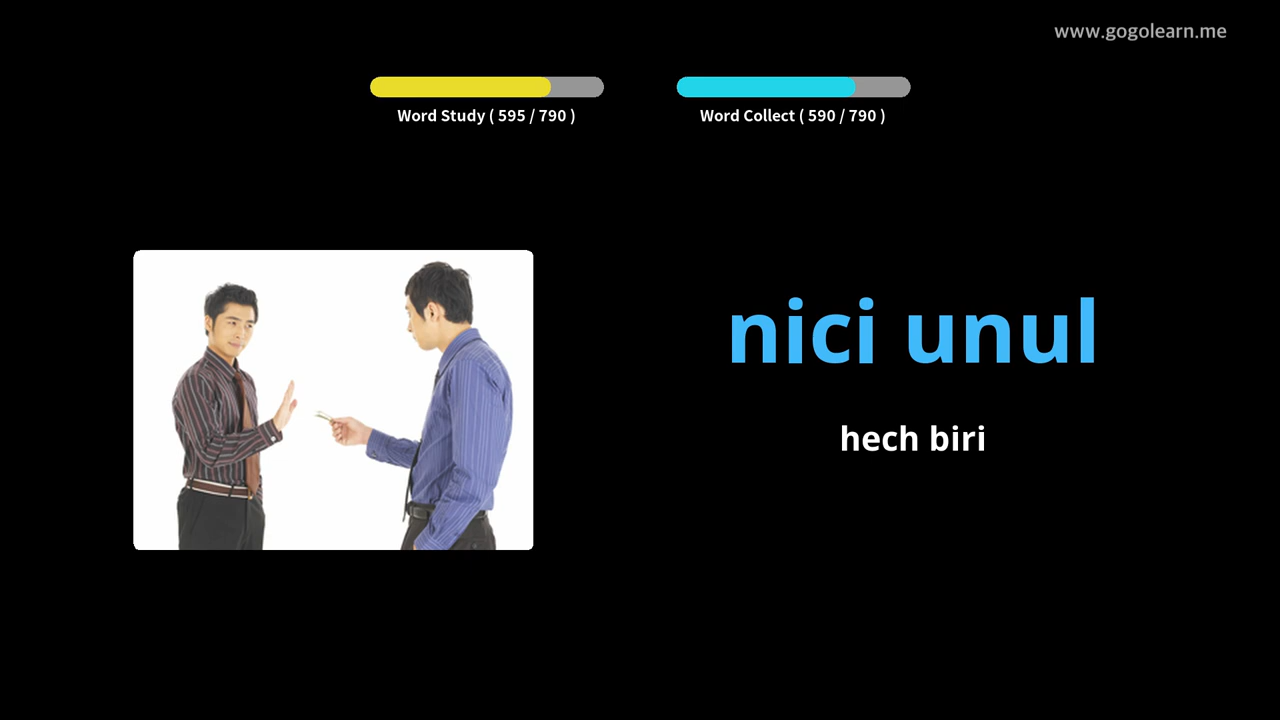 www.gogolearn.me
Word Study ( 595 / 790 )
Word Collect ( 590 / 790 )
nici unul
hech biri